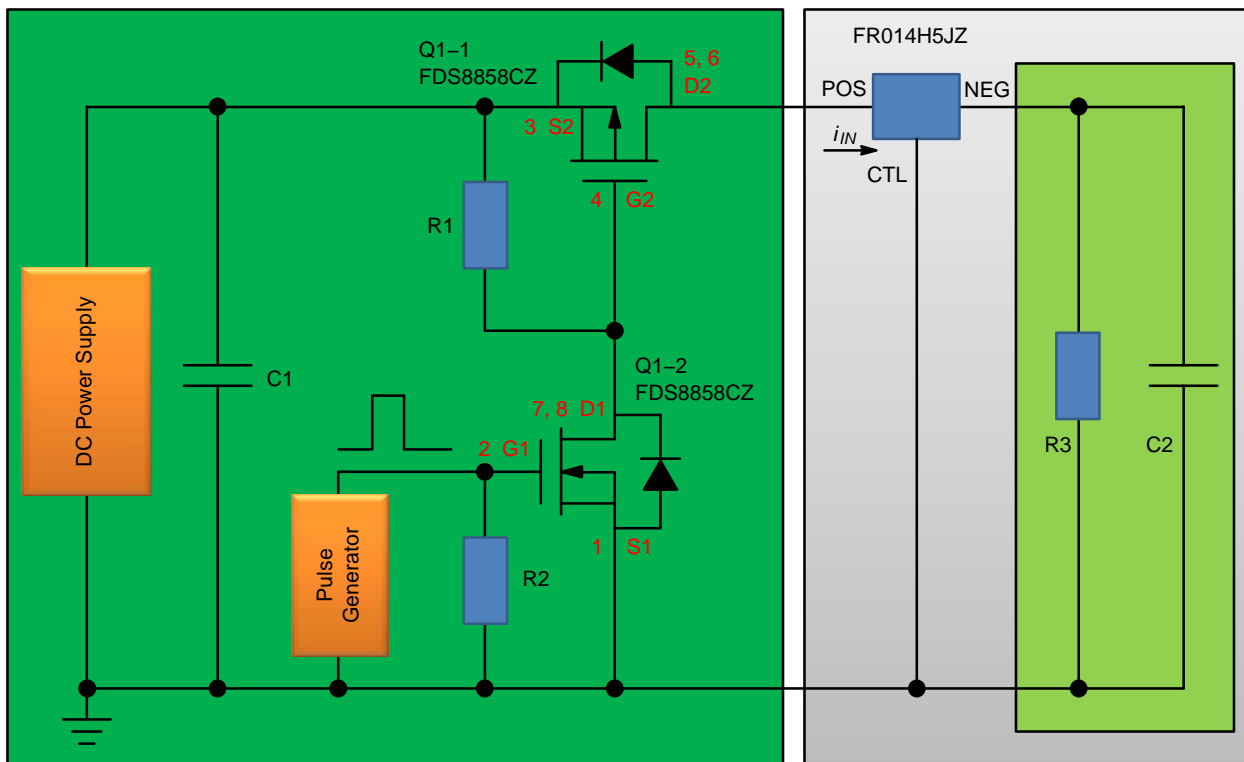 Q1–1
FDS8858CZ
5, 6
D2
3 S2
4 G2
R1
DC Power Supply
C1
Q1–2
FDS8858CZ
7, 8 D1
2 G1
Pulse
Generator
R2
1 S1
FR014H5JZ
POS
NEG
iIN
CTL
R3
C2